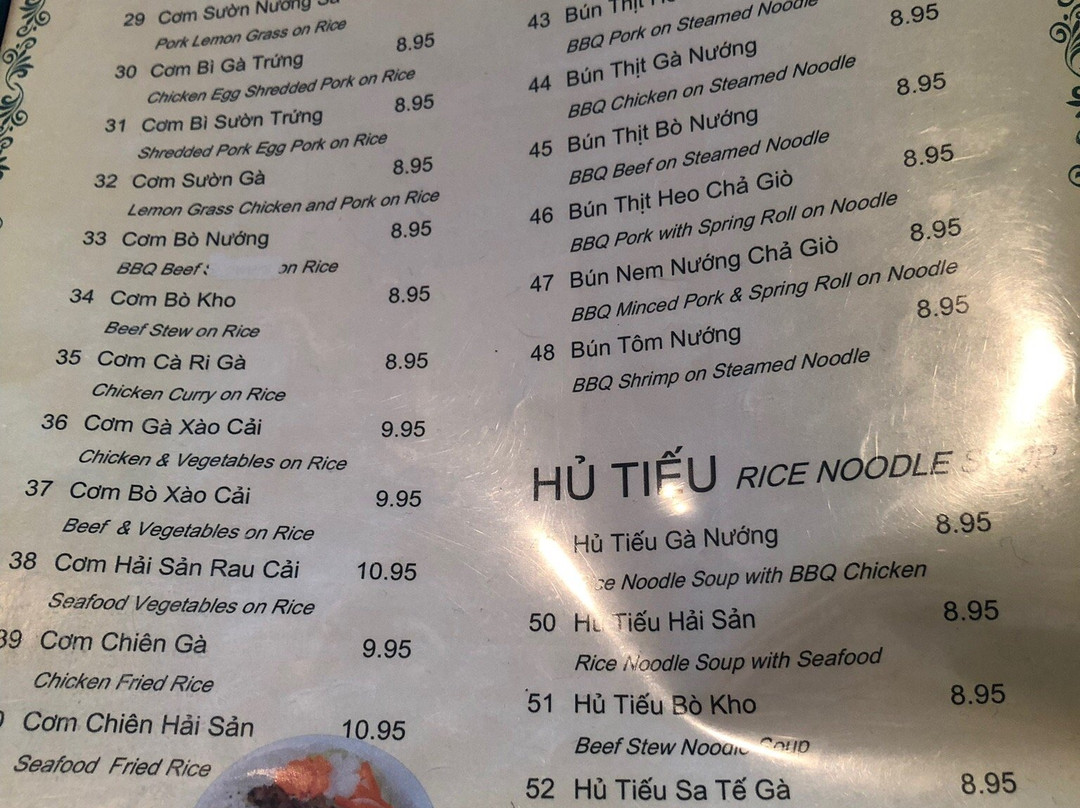 29 Cơm Sườn Nướng
Pork Lemon Grass on Rice
30 Cơm Bì Gà Trứng 8.95
Chicken Egg Shredded Pork on Rice
31 Cơm Bì Sườn Trứng 8.95
Shredded Pork Egg Pork on Rice
32 Cơm Sườn Gà 8.95
Lemon Grass Chicken and Pork on Rice
33 Cơm Bò Nướng 8.95
BBQ Beef on Rice
34 Cơm Bò Kho 8.95
Beef Stew on Rice
35 Cơm Cà Ri Gà 8.95
Chicken Curry on Rice
36 Cơm Gà Xào Cải 9.95
Chicken & Vegetables on Rice
37 Cơm Bò Xào Cải 9.95
Beef & Vegetables on Rice
38 Cơm Hải Sản Rau Cải 10.95
Seafood Vegetables on Rice
39 Cơm Chiên Gà 9.95
Chicken Fried Rice
Cơm Chiên Hải Sản 10.95
Seafood Fried Rice
43 Bún Thịt
BBQ Pork on Steamed Noodle
44 Bún Thịt Gà Nướng 8.95
BBQ Chicken on Steamed Noodle
45 Bún Thịt Bò Nướng 8.95
BBQ Beef on Steamed Noodle
46 Bún Thịt Heo Chả Giò 8.95
BBQ Pork with Spring Roll on Noodle
47 Bún Nem Nướng Chả Giò 8.95
BBQ Minced Pork & Spring Roll on Noodle
48 Bún Tôm Nướng 8.95
BBQ Shrimp on Steamed Noodle
HỦ TIẾU RICE NOODLE SOUP
Hủ Tiếu Gà Nướng 8.95
Rice Noodle Soup with BBQ Chicken
50 Hủ Tiếu Hải Sản 8.95
Rice Noodle Soup with Seafood
51 Hủ Tiếu Bò Kho 8.95
Beef Stew Noodle Soup
52 Hủ Tiếu Sa Tế Gà 8.95